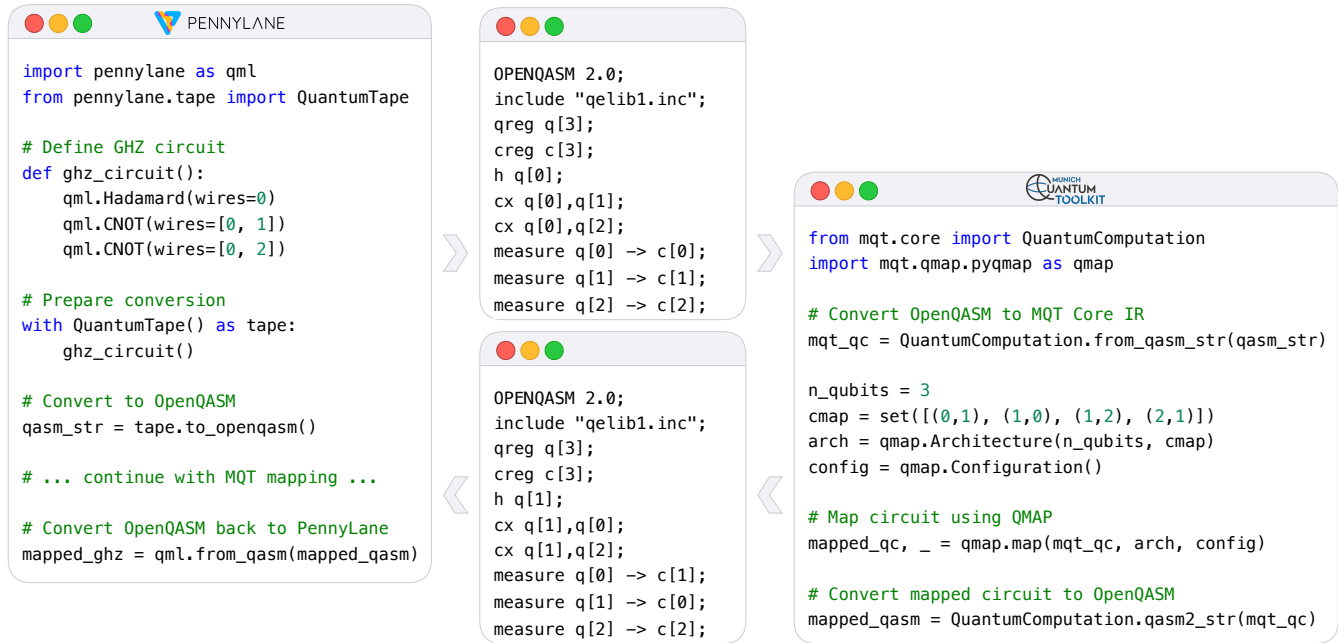 PENNYLANE
import pennylane as qml
from pennylane.tape import QuantumTape
# Define GHZ circuit
def ghz_circuit():
    qml.Hadamard(wires=0)
    qml.CNOT(wires=[0, 1])
    qml.CNOT(wires=[0, 2])
# Prepare conversion
with QuantumTape() as tape:
    ghz_circuit()
# Convert to OpenQASM
qasm_str = tape.to_openqasm()
# ... continue with MQT mapping ...
# Convert OpenQASM back to PennyLane
mapped_ghz = qml.from_qasm(mapped_qasm)
OPENQASM 2.0;
include "qelib1.inc";
qreg q[3];
creg c[3];
h q[0];
cx q[0],q[1];
cx q[0],q[2];
measure q[0] -> c[0];
measure q[1] -> c[1];
measure q[2] -> c[2];
OPENQASM 2.0;
include "qelib1.inc";
qreg q[3];
creg c[3];
h q[1];
cx q[1],q[0];
cx q[1],q[2];
measure q[0] -> c[1];
measure q[1] -> c[0];
measure q[2] -> c[2];
MUNICH
QUANTUM
TOOLKIT
from mqt.core import QuantumComputation
import mqt.qmap.pyqmap as qmap
# Convert OpenQASM to MQT Core IR
mqt_qc = QuantumComputation.from_qasm_str(qasm_str)
n_qubits = 3
cmap = set([(0,1), (1,0), (1,2), (2,1)])
arch = qmap.Architecture(n_qubits, cmap)
config = qmap.Configuration()
# Map circuit using QMAP
mapped_qc, _ = qmap.map(mqt_qc, arch, config)
# Convert mapped circuit to OpenQASM
mapped_qasm = QuantumComputation.qasm2_str(mqt_qc)